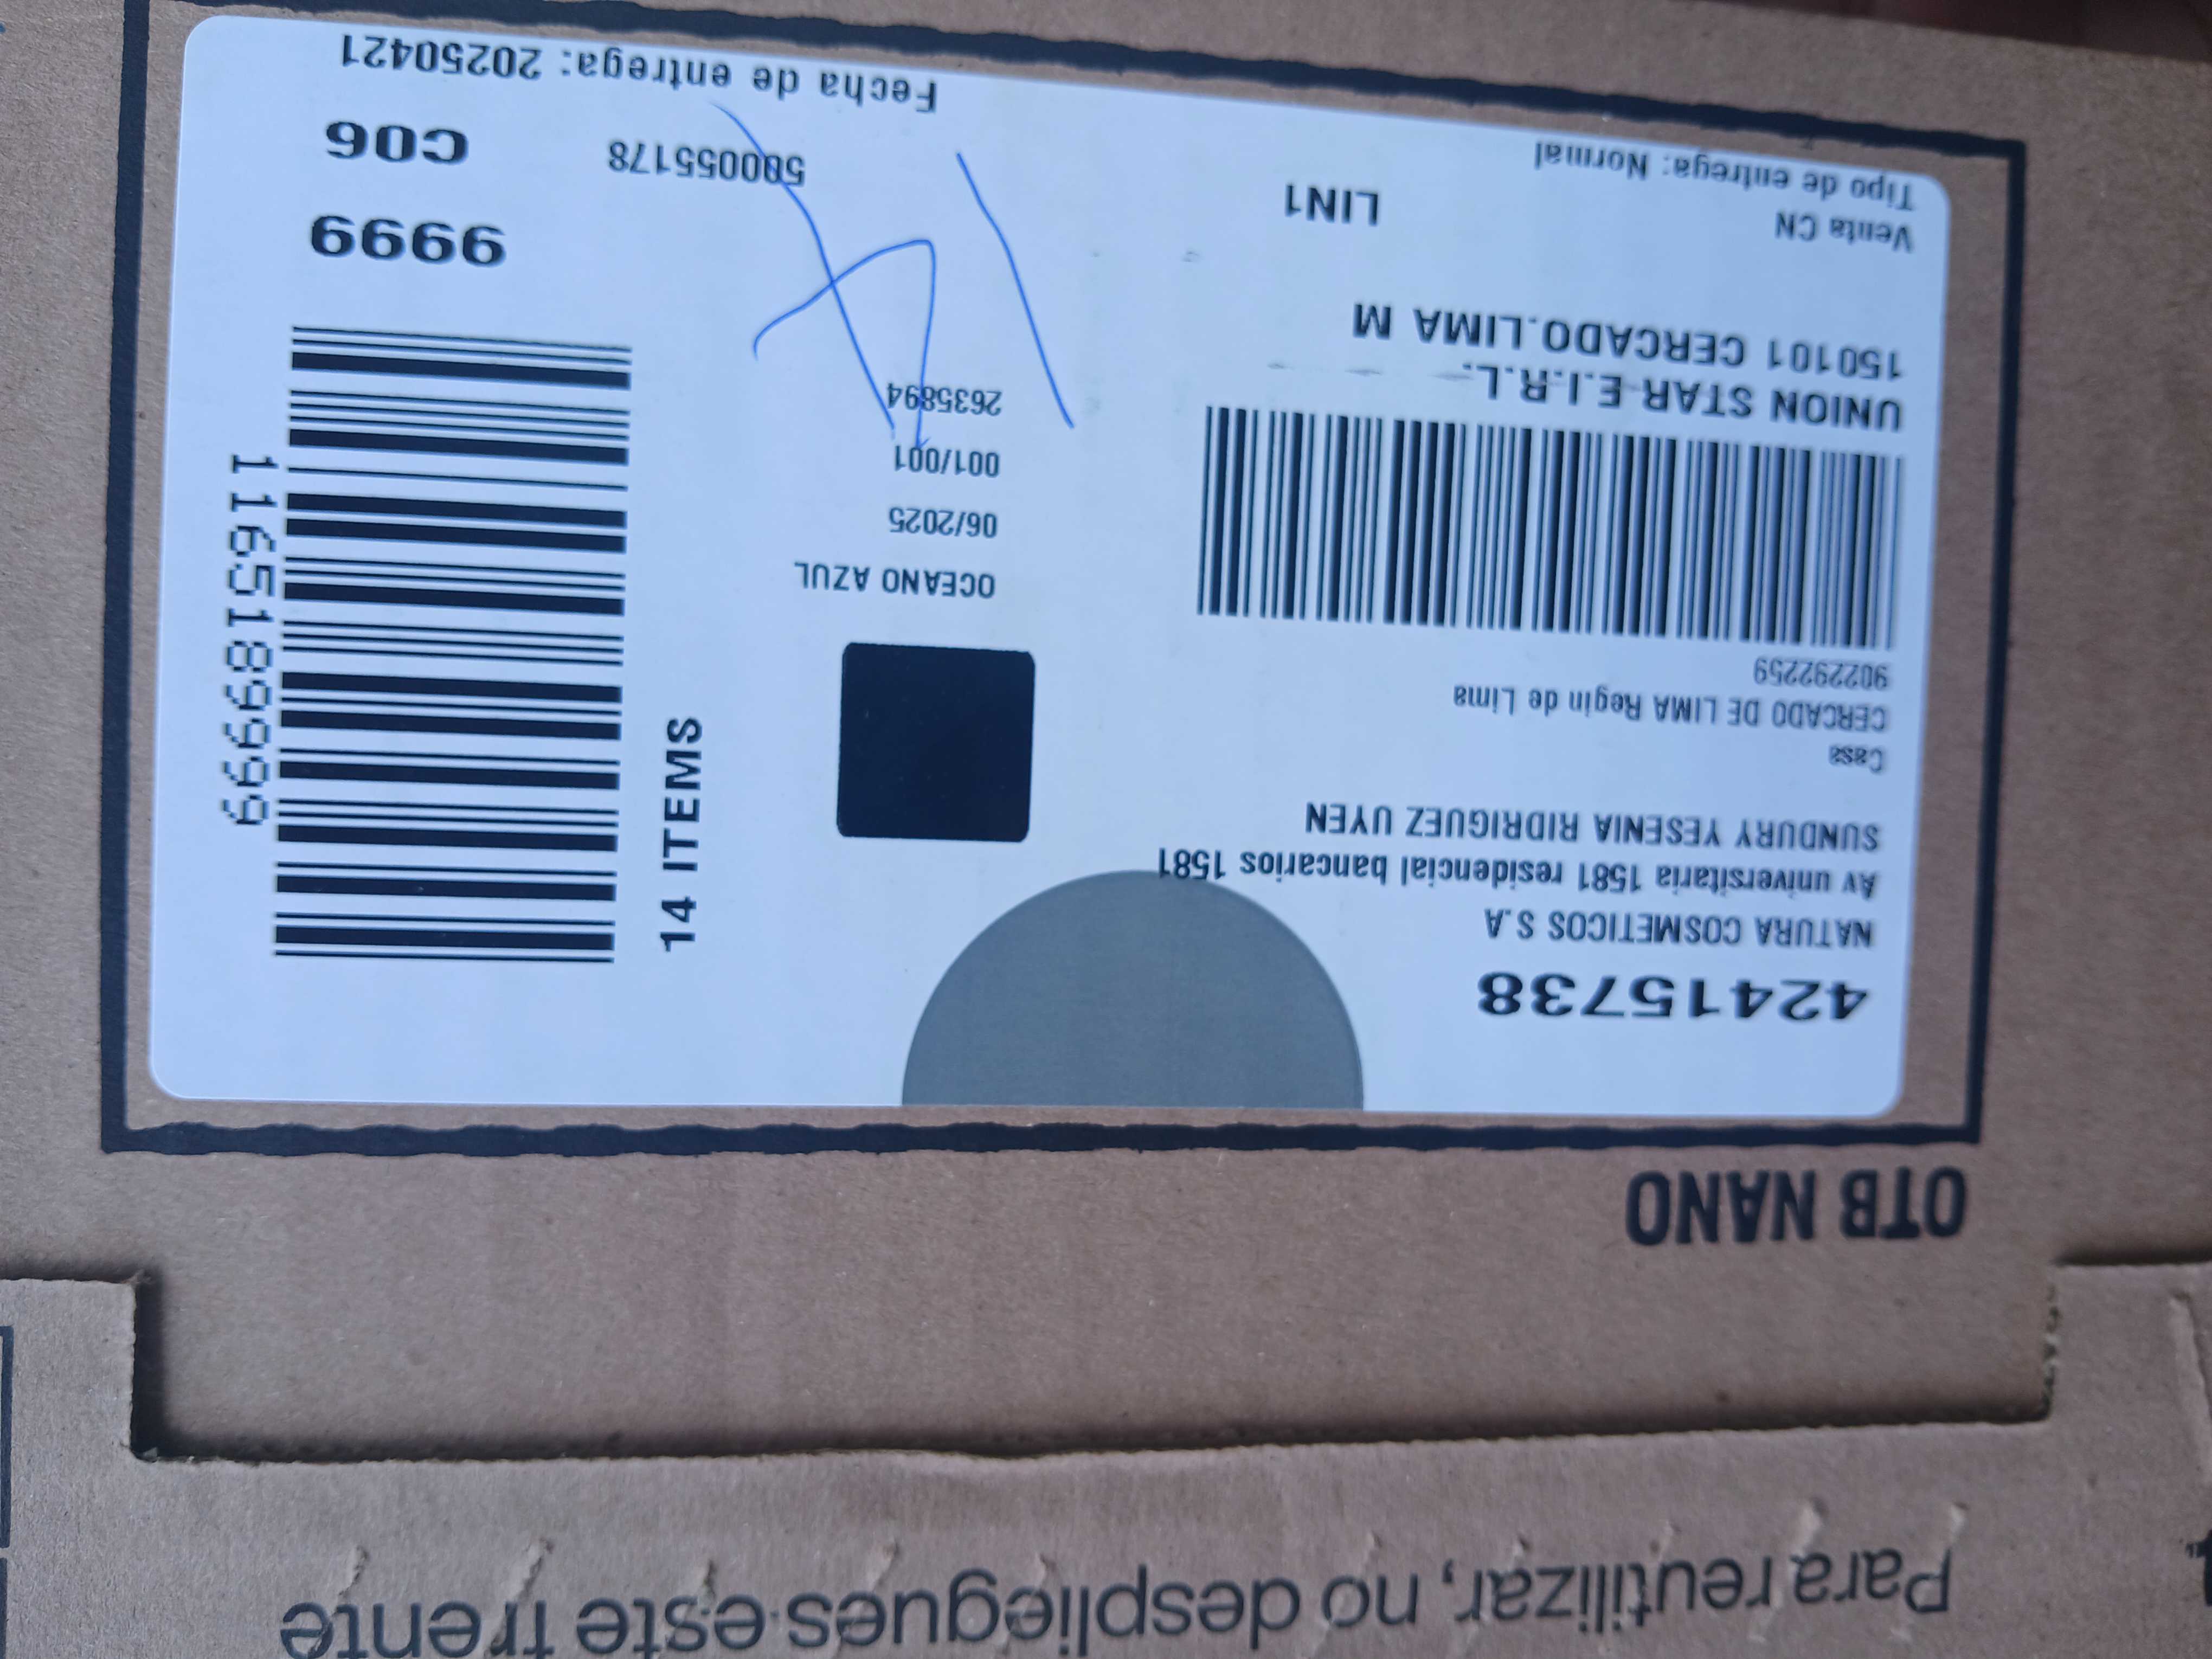 Para reutilizar, no despliegues este frente
OTB NANO
42415738
NATURA COSMETICOS S.A
Av universitaria 1581 residencial bancarios 1581
SUNDURY YESENIA RIDRIGUEZ UYEN
Casa
CERCADO DE LIMA Regin de Lima
902292259
UNION STAR E.I.R.L.
150101 CERCADO.LIMA M
Venta CN
LIN1
Tipo de entrega: Normal
OCEANO AZUL
06/2025
001/001
2635894
14 ITEMS
1165189999
9999
500055178
C06
Fecha de entrega: 20250421